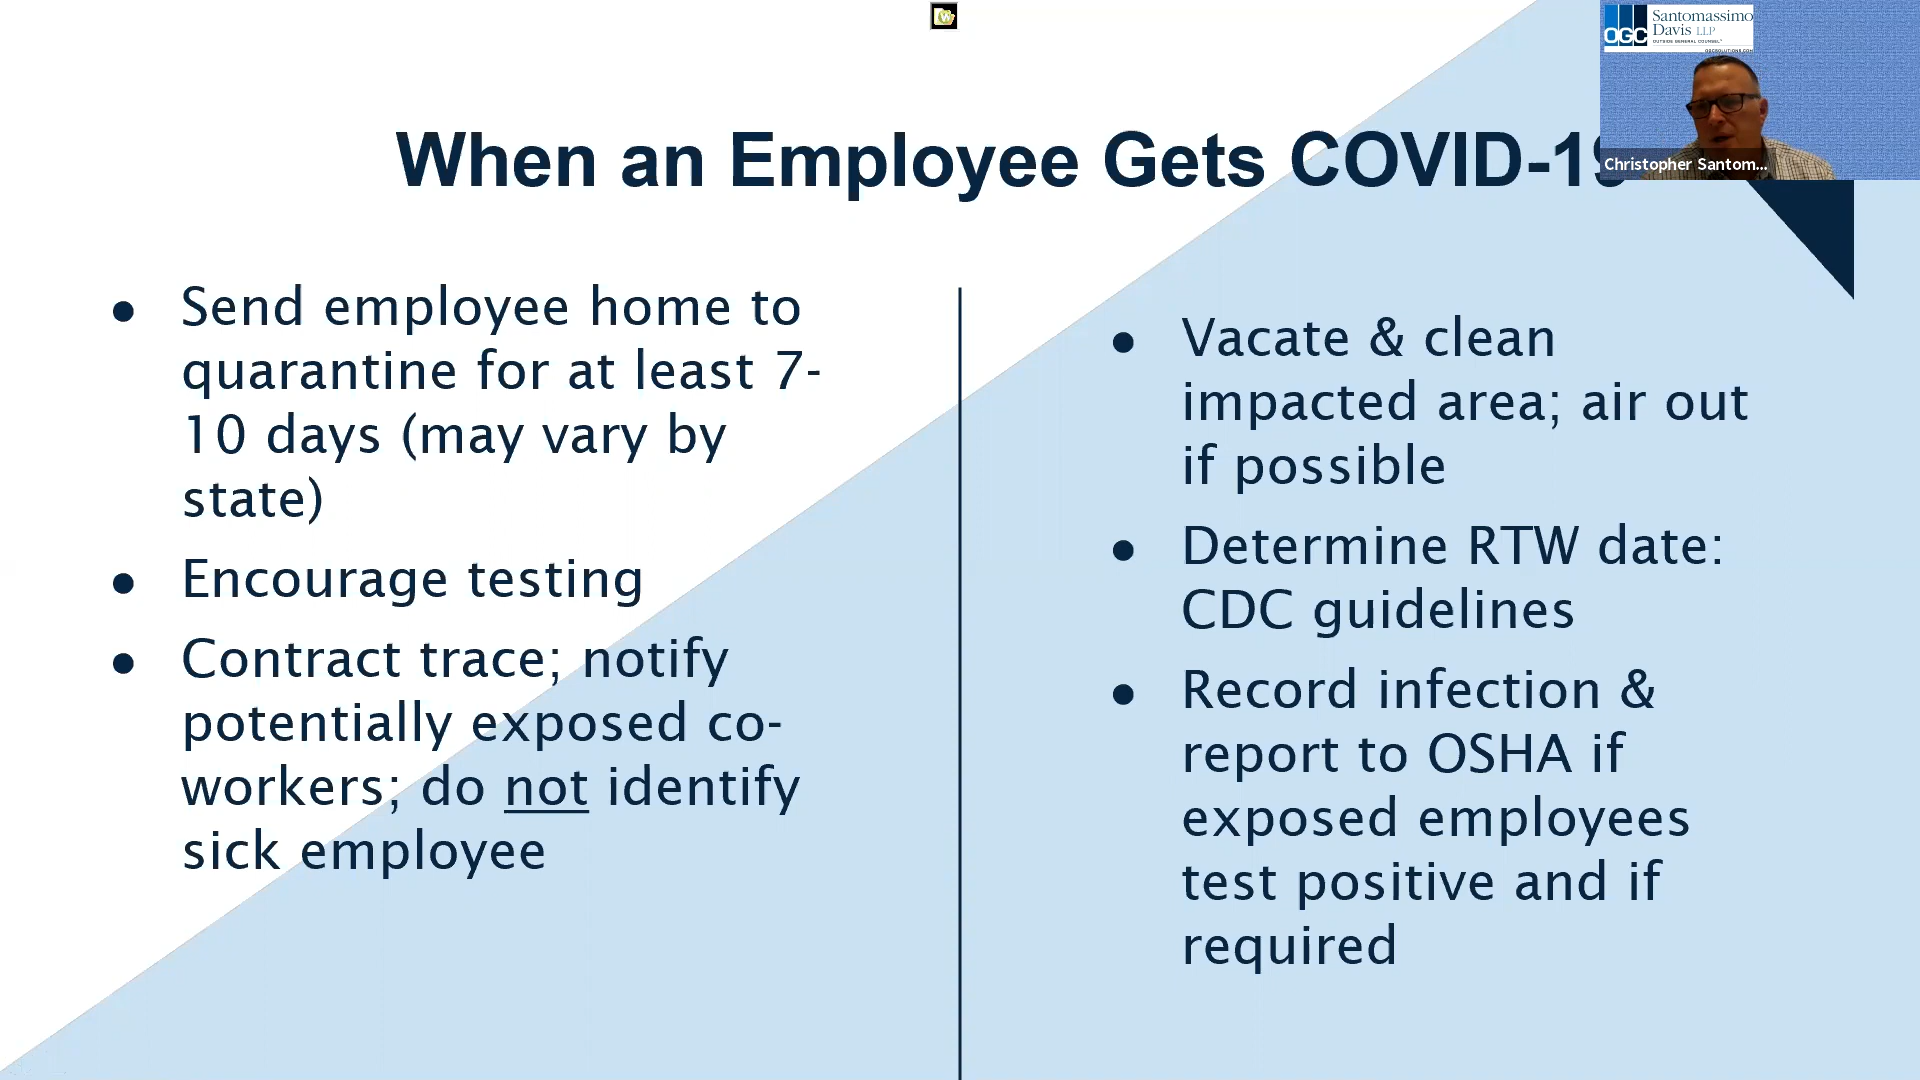 When an Employee Gets COVID-19
Santomassimo
Davis LLP
OUTSIDE GENERAL COUNSEL
OGC
OGCSOLUTIONS.COM
Christopher Santom...
Send employee home to
quarantine for at least 7-
10 days (may vary by
state)
Encourage testing
Contract trace; notify
potentially exposed co-
workers; do not identify
sick employee
Vacate & clean
impacted area; air out
if possible
Determine RTW date:
CDC guidelines
Record infection &
report to OSHA if
exposed employees
test positive and if
required